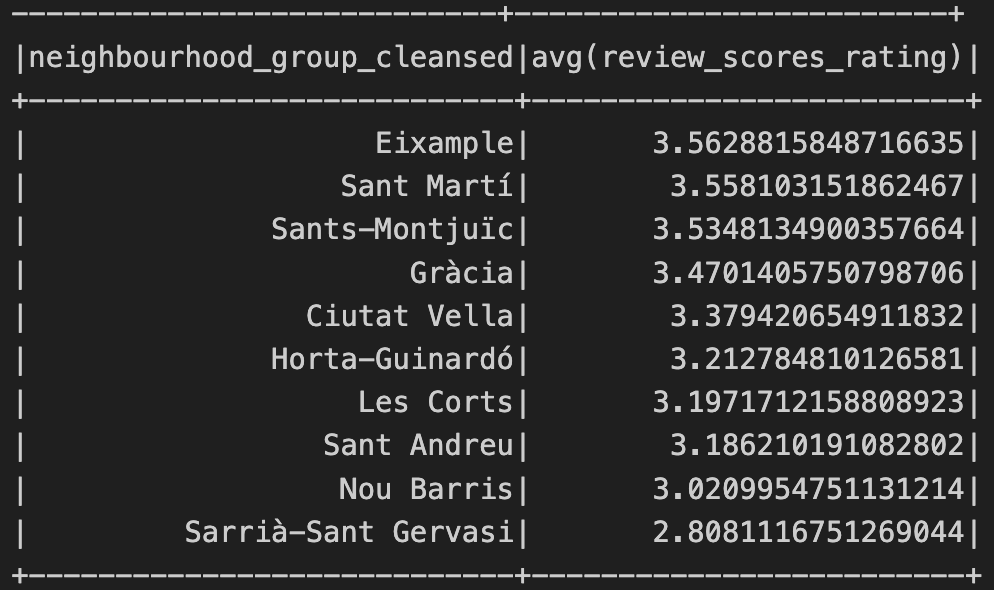 ----------------------------+-------------------------+
|neighbourhood_group_cleansed|avg(review_scores_rating)|
+----------------------------+-------------------------+
|                    Eixample|       3.5628815848716635|
|                  Sant Martí|        3.558103151862467|
|              Sants-Montjuïc|       3.5348134900357664|
|                      Gràcia|       3.4701405750798706|
|                Ciutat Vella|        3.379420654911832|
|              Horta-Guinardó|        3.212784810126581|
|                   Les Corts|       3.1971712158808923|
|                 Sant Andreu|        3.186210191082802|
|                  Nou Barris|       3.0209954751131214|
|         Sarrià-Sant Gervasi|       2.8081116751269044|
+----------------------------+-------------------------+